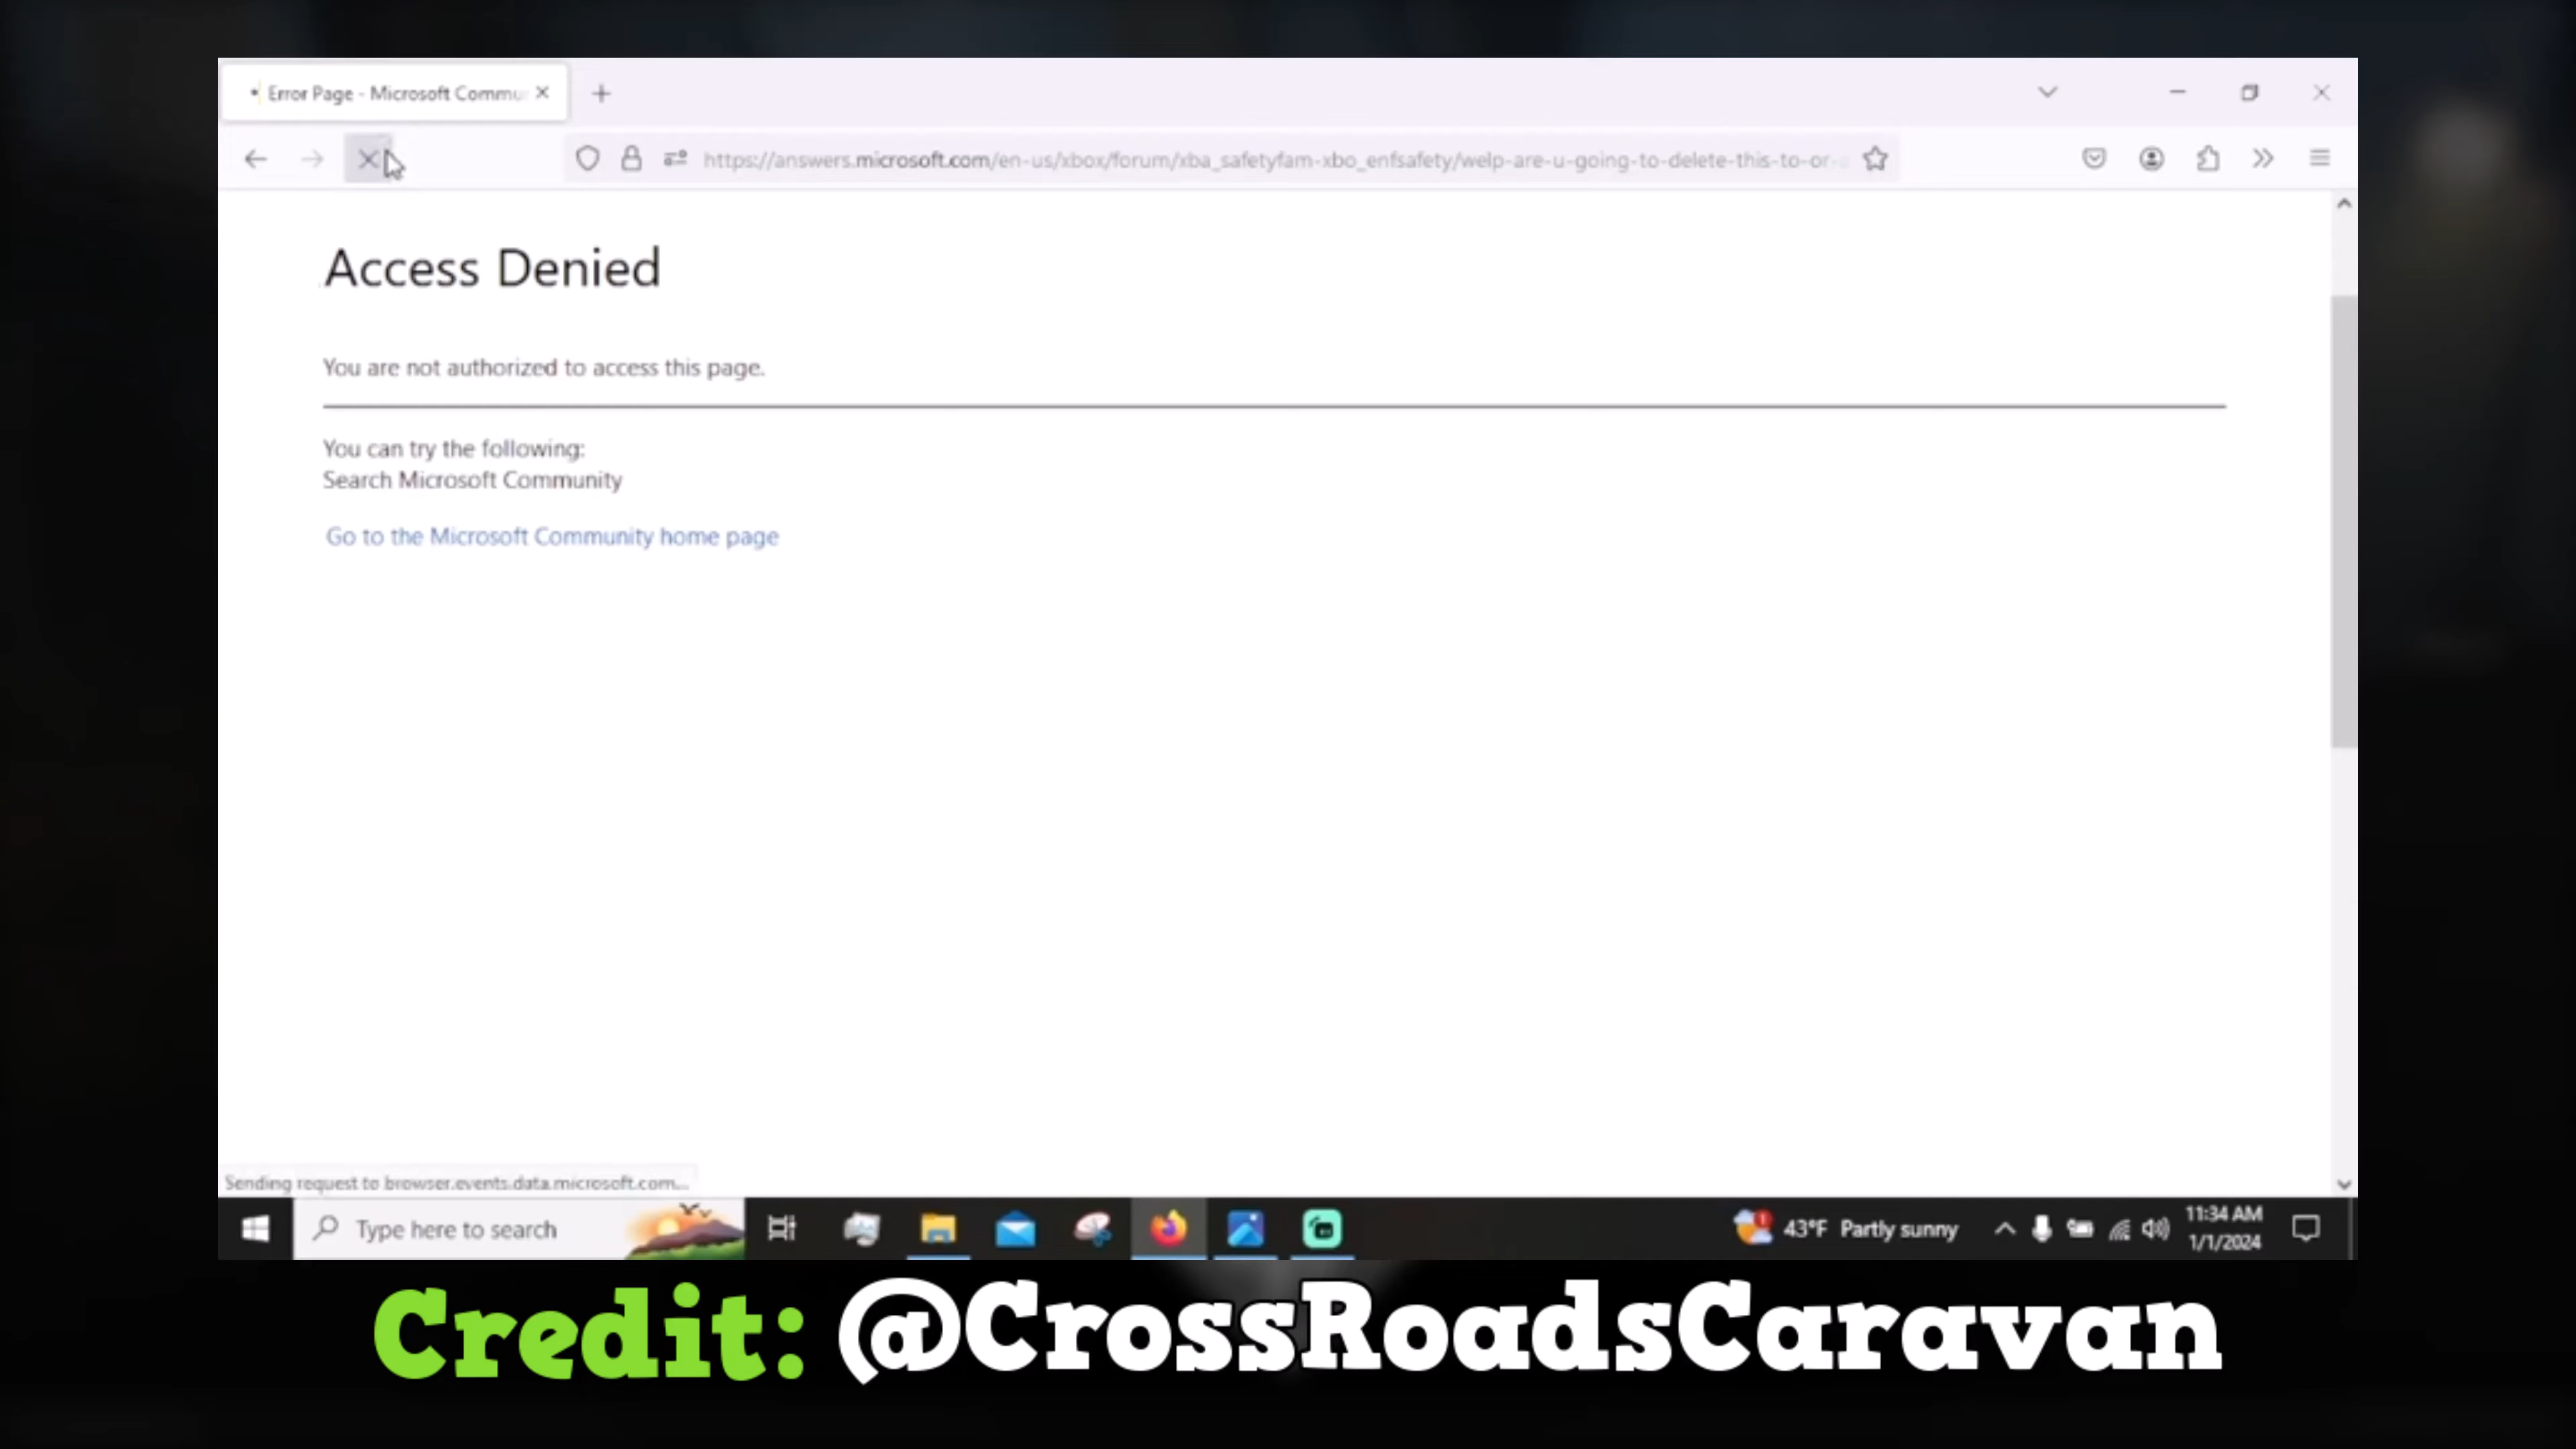 Error Page - Microsoft Commu
https://answers.microsoft.com/en-us/xbox/forum/xba_safetyfam-xbo_enfsafety/welp-are-u-going-to-delete-this-to-or-
Access Denied
You are not authorized to access this page.
You can try the following:
Search Microsoft Community
Go to the Microsoft Community home page
Sending request to browser.events.data.microsoft.com...
Type here to search
1
43°F Partly sunny
11:34 AM
1/1/2024
Credit: @CrossRoadsCaravan